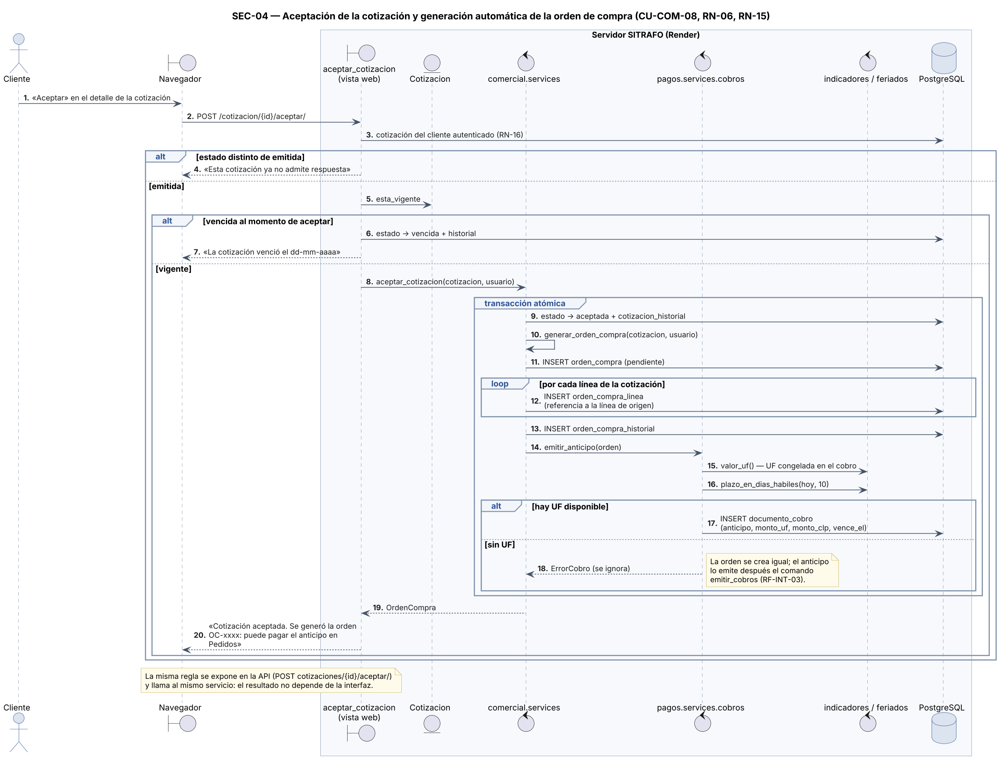 SEC-04 — Aceptación de la cotización y generación automática de la orden de compra (CU-COM-08, RN-06, RN-15)
Servidor SITRAFO (Render)
Cliente
Navegador
aceptar_cotizacion
(vista web)
Cotizacion
comercial.services
pagos.services.cobros
indicadores / feriados
PostgreSQL
1. «Aceptar» en el detalle de la cotización
2. POST /cotizacion/{id}/aceptar/
3. cotización del cliente autenticado (RN-16)
alt [estado distinto de emitida]
4. «Esta cotización ya no admite respuesta»
[emitida]
5. esta_vigente
alt [vencida al momento de aceptar]
6. estado → vencida + historial
7. «La cotización venció el dd-mm-aaaa»
[vigente]
8. aceptar_cotizacion(cotizacion, usuario)
transacción atómica
9. estado → aceptada + cotizacion_historial
10. generar_orden_compra(cotizacion, usuario)
11. INSERT orden_compra (pendiente)
loop [por cada línea de la cotización]
12. INSERT orden_compra_linea
(referencia a la línea de origen)
13. INSERT orden_compra_historial
14. emitir_anticipo(orden)
15. valor_uf() — UF congelada en el cobro
16. plazo_en_dias_habiles(hoy, 10)
alt [hay UF disponible]
17. INSERT documento_cobro
(anticipo, monto_uf, monto_clp, vence_el)
[sin UF]
18. ErrorCobro (se ignora)
La orden se crea igual; el anticipo
lo emite después el comando
emitir_cobros (RF-INT-03).
19. OrdenCompra
20. «Cotización aceptada. Se generó la orden
OC-xxxx: puede pagar el anticipo en
Pedidos»
La misma regla se expone en la API (POST cotizaciones/{id}/aceptar/)
y llama al mismo servicio: el resultado no depende de la interfaz.
Cliente
Navegador
aceptar_cotizacion
(vista web)
Cotizacion
comercial.services
pagos.services.cobros
indicadores / feriados
PostgreSQL